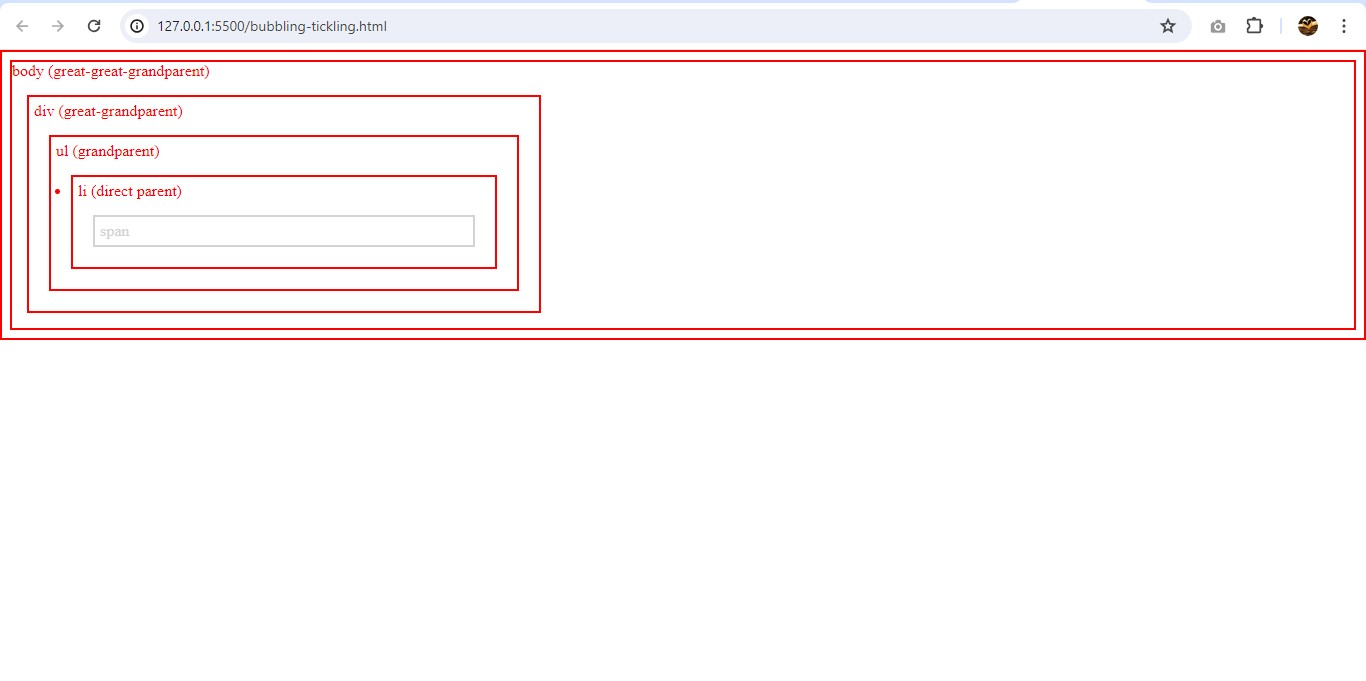 127.0.0.1:5500/bubbling-tickling.html
body (great-great-grandparent)
div (great-grandparent)
ul (grandparent)
li (direct parent)
span